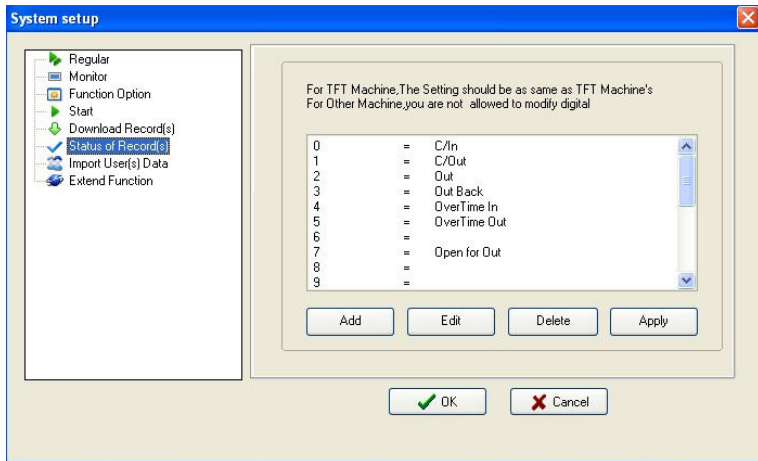 System setup
Regular
Monitor
Function Option
Start
Download Record(s)
Status of Record(s)
Import User(s) Data
Extend Function
For TFT Machine,The Setting should be as same as TFT Machine's
For Other Machine,you are not allowed to modify digital
0 = C/In
1 = C/Out
2 = Out
3 = Out Back
4 = OverTime In
5 = OverTime Out
6 =
7 = Open for Out
8 =
9 =
Add Edit Delete Apply
OK Cancel